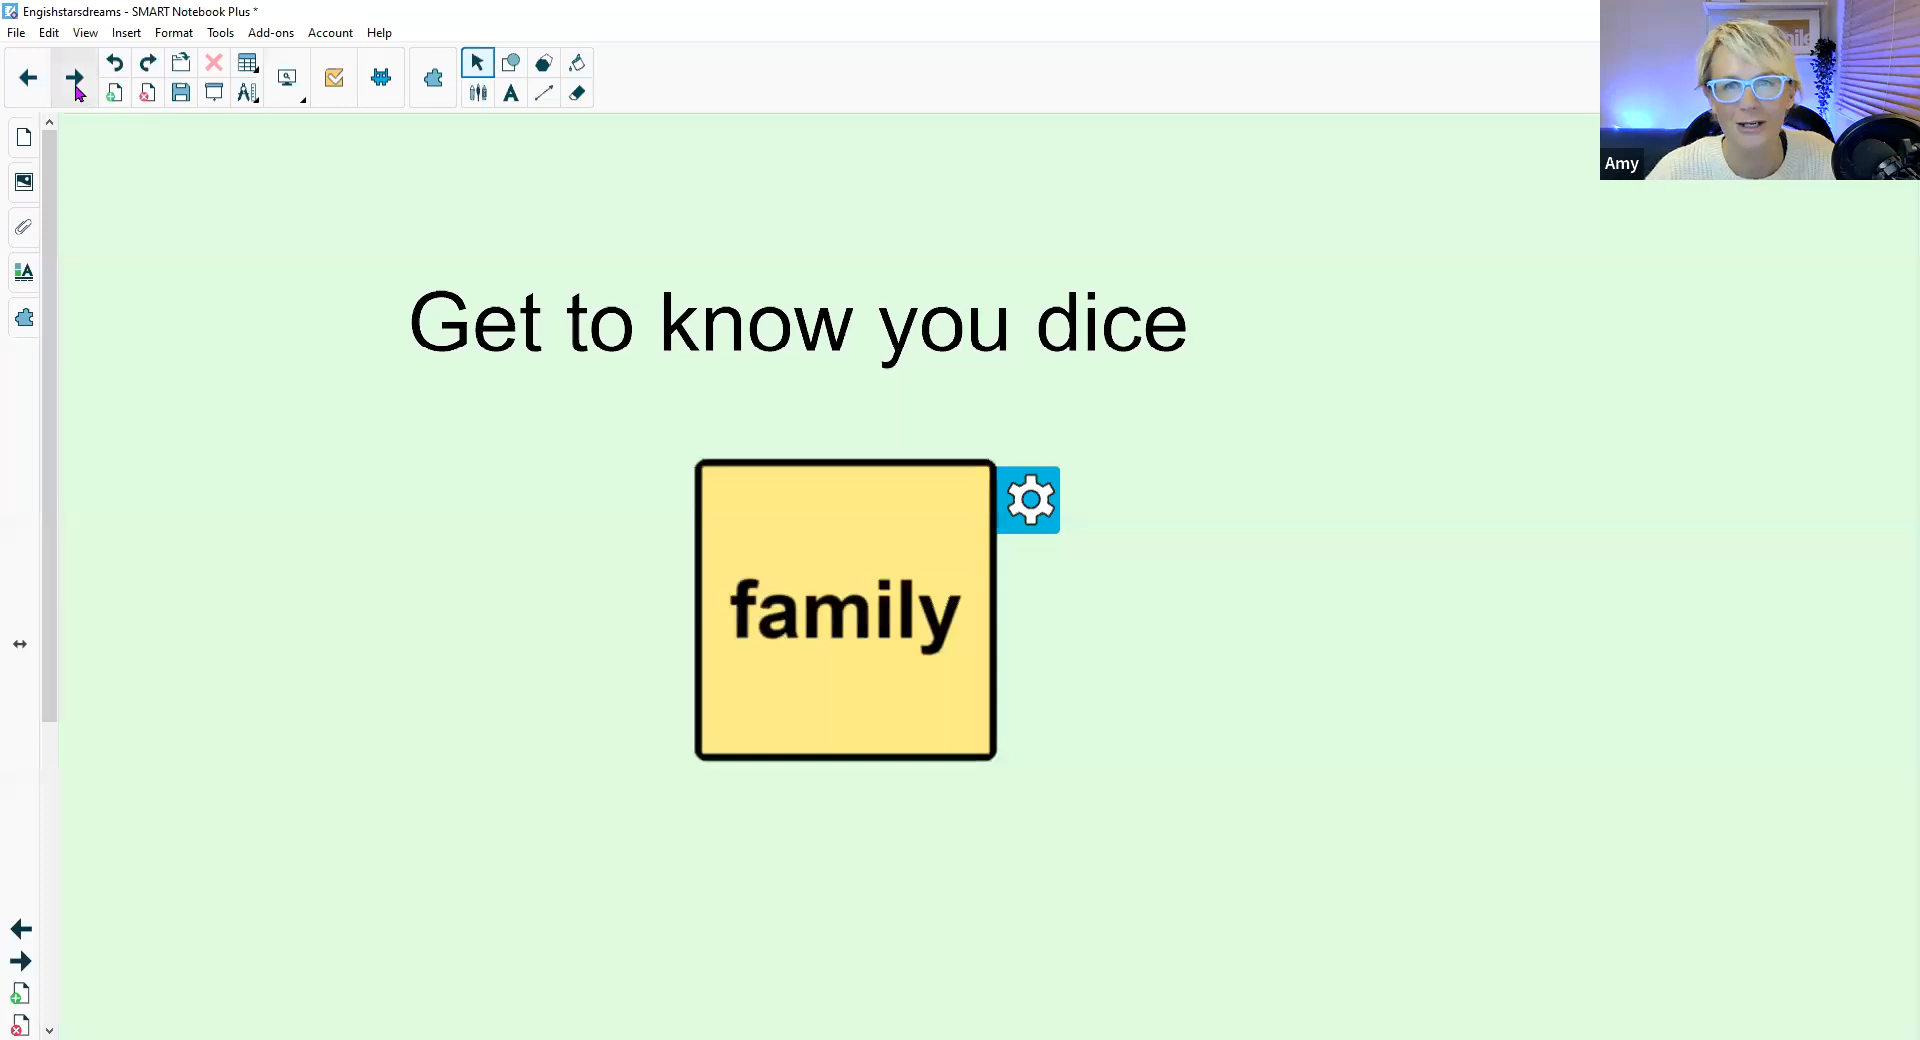 Engishstarsdreams - SMART Notebook Plus *
File Edit View Insert Format Tools Add-ons Account Help
Amy
Get to know you dice
family